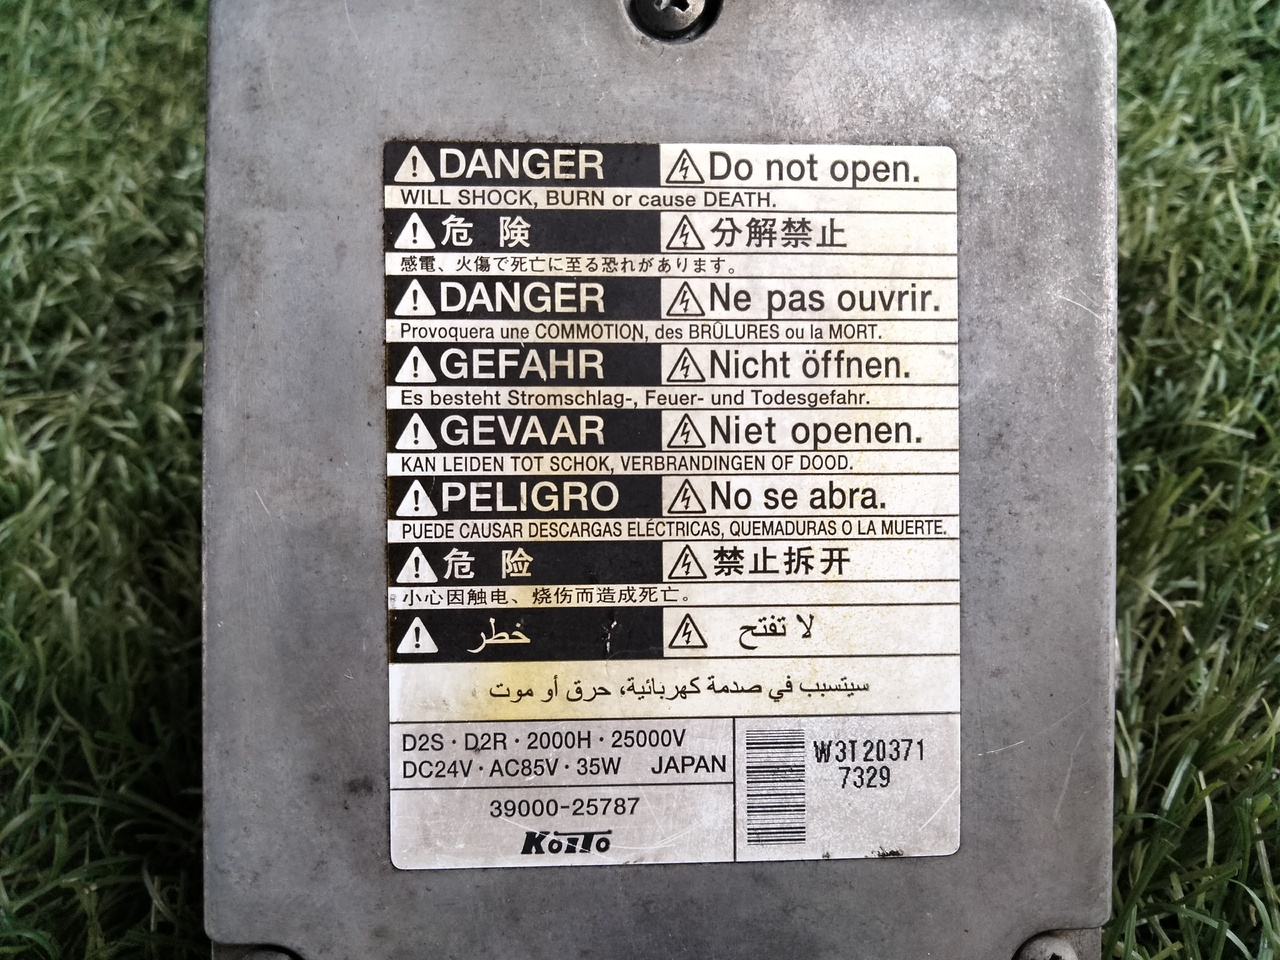 DANGER Do not open.
WILL SHOCK, BURN or cause DEATH.
危 険 分解禁止
感電、火傷で死亡に至る恐れがあります。
DANGER Ne pas ouvrir.
Provoquera une COMMOTION, des BRÛLURES ou la MORT.
GEFAHR Nicht öffnen.
Es besteht Stromschlag-, Feuer- und Todesgefahr.
GEVAAR Niet openen.
KAN LEIDEN TOT SCHOK, VERBRANDINGEN OF DOOD.
PELIGRO No se abra.
PUEDE CAUSAR DESCARGAS ELÉCTRICAS, QUEMADURAS O LA MUERTE.
危 险 禁止拆开
小心因触电、烧伤而造成死亡。
خطر لا تفتح
سيتسبب في صدمة كهربائية، حرق أو موت
D2S · D2R · 2000H · 25000V
DC24V · AC85V · 35W JAPAN
39000-25787
KOITO
W3T20371
7329